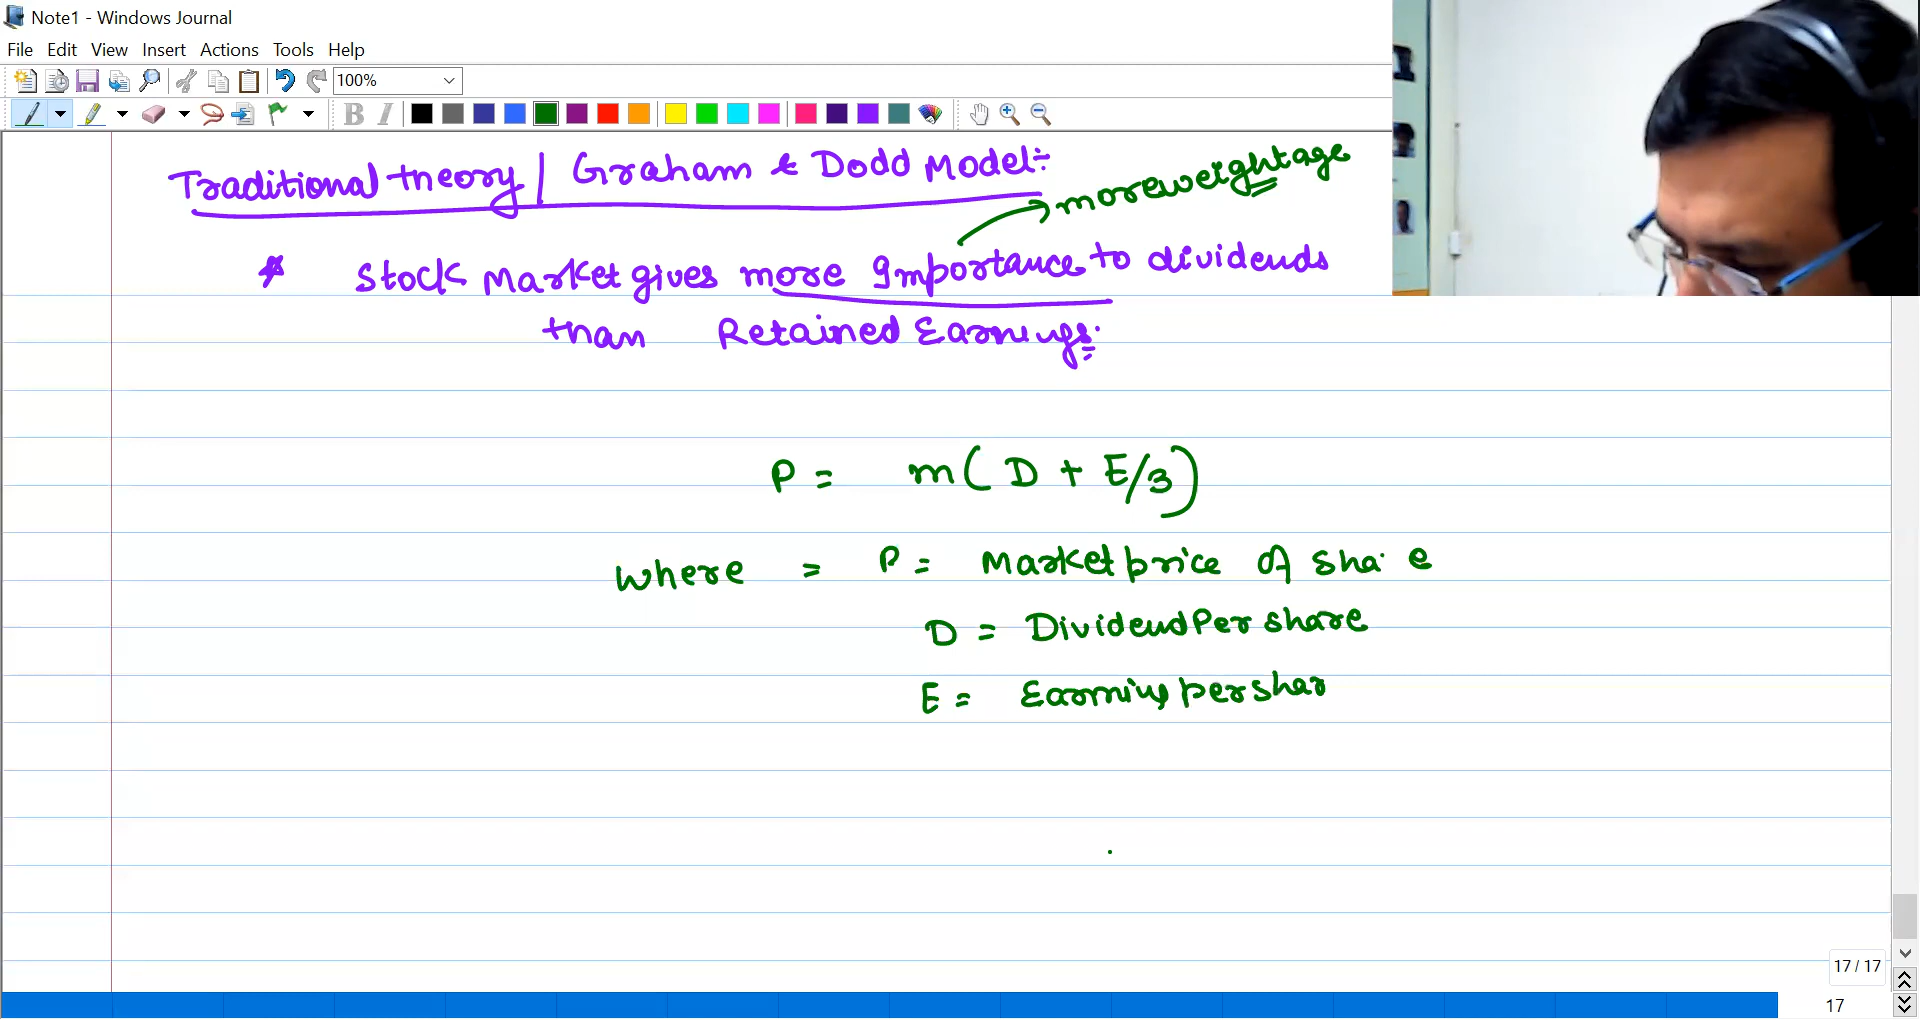 Note1 - Windows Journal
File Edit View Insert Actions Tools Help
100%
B I
Traditional theory | Graham & Dodd Model:-
more weightage
* Stock Market gives more Importance to dividends
than Retained Earnings.
P = m(D + E/3)
Where = P = Market price of sha e
D = Dividend Per share
E = Earning per shar
17 / 17
17